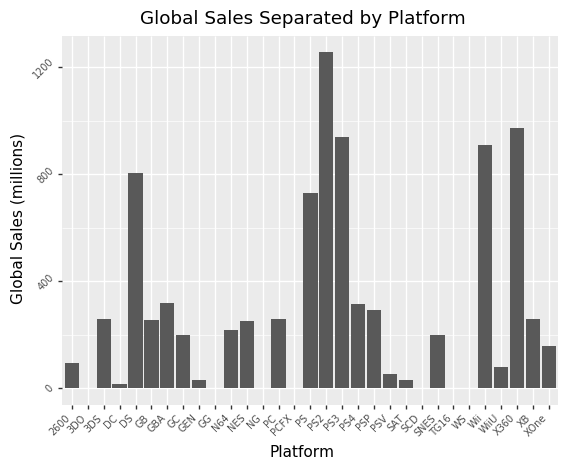 Global Sales Separated by Platform
Global Sales (millions)
1200
800
400
0
2600
3DO
3DS
DC
DS
GB
GBA
GC
GEN
GG
N64
NES
NG
PC
PCFX
PS
PS2
PS3
PS4
PSP
PSV
SAT
SCD
SNES
TG16
WS
Wii
WiiU
X360
XB
XOne
Platform